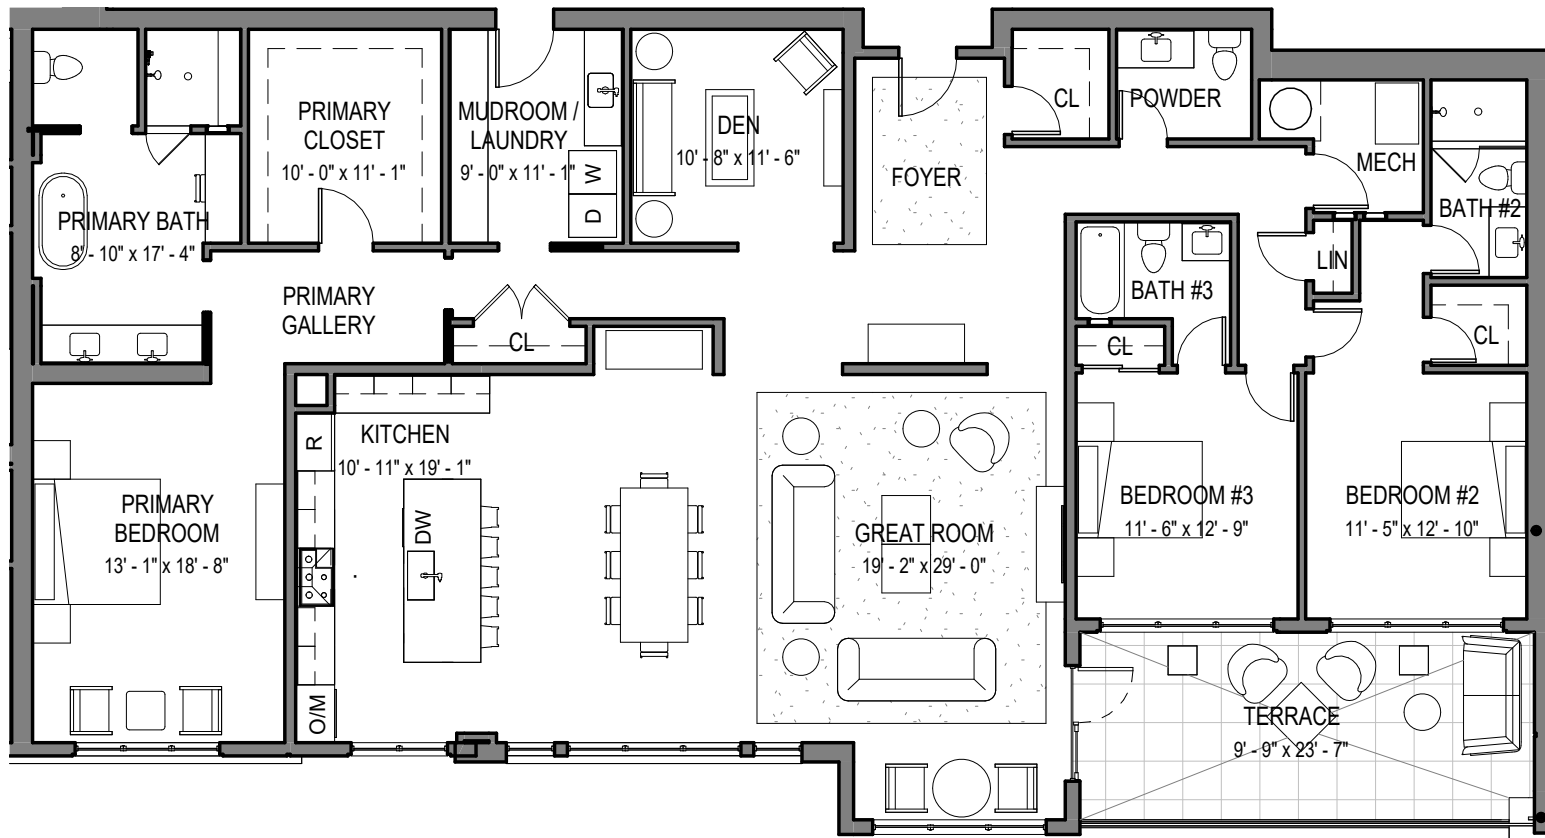 PRIMARY
CLOSET
10' - 0" x 11' - 1"
MUDROOM /
LAUNDRY
9' - 0" x 11' - 1"
W
D
DEN
10' - 8" x 11' - 6"
FOYER
CL
POWDER
MECH
BATH #2
PRIMARY BATH
8' - 10" x 17' - 4"
PRIMARY
GALLERY
CL
BATH #3
LIN
CL
CL
R
KITCHEN
10' - 11" x 19' - 1"
DW
O/M
PRIMARY
BEDROOM
13' - 1" x 18' - 8"
GREAT ROOM
19' - 2" x 29' - 0"
BEDROOM #3
11' - 6" x 12' - 9"
BEDROOM #2
11' - 5" x 12' - 10"
TERRACE
9' - 9" x 23' - 7"